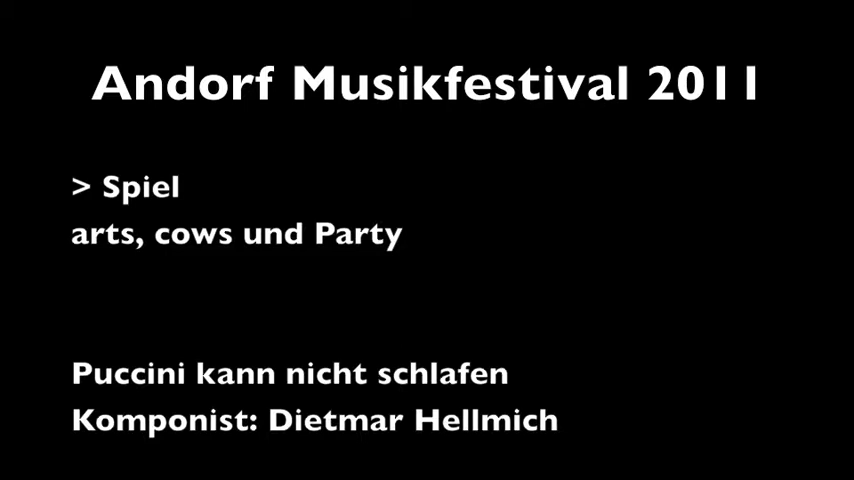 Andorf Musikfestival 2011
> Spiel
arts, cows und Party
Puccini kann nicht schlafen
Komponist: Dietmar Hellmich